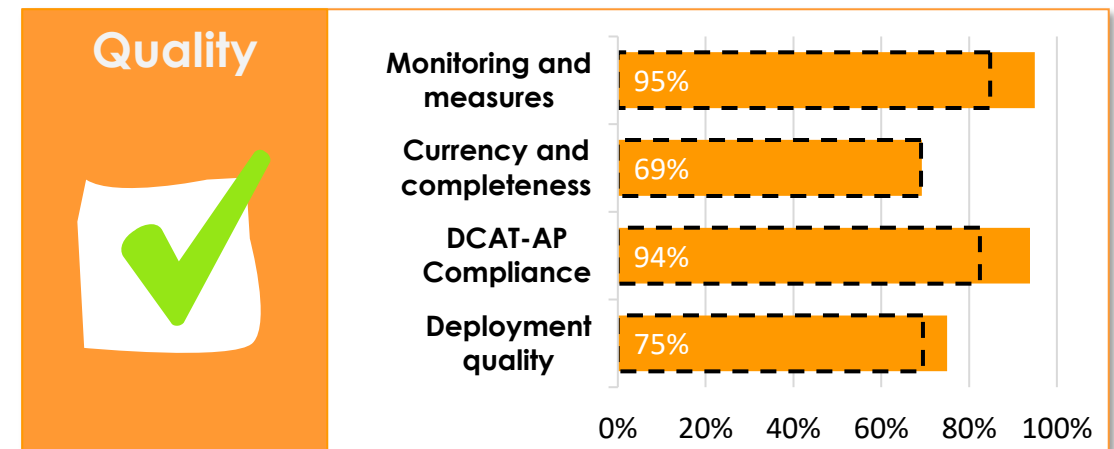 Quality
Monitoring and
measures
95%
Currency and
completeness
69%
DCAT-AP
Compliance
94%
Deployment
quality
75%
0% 20% 40% 60% 80% 100%